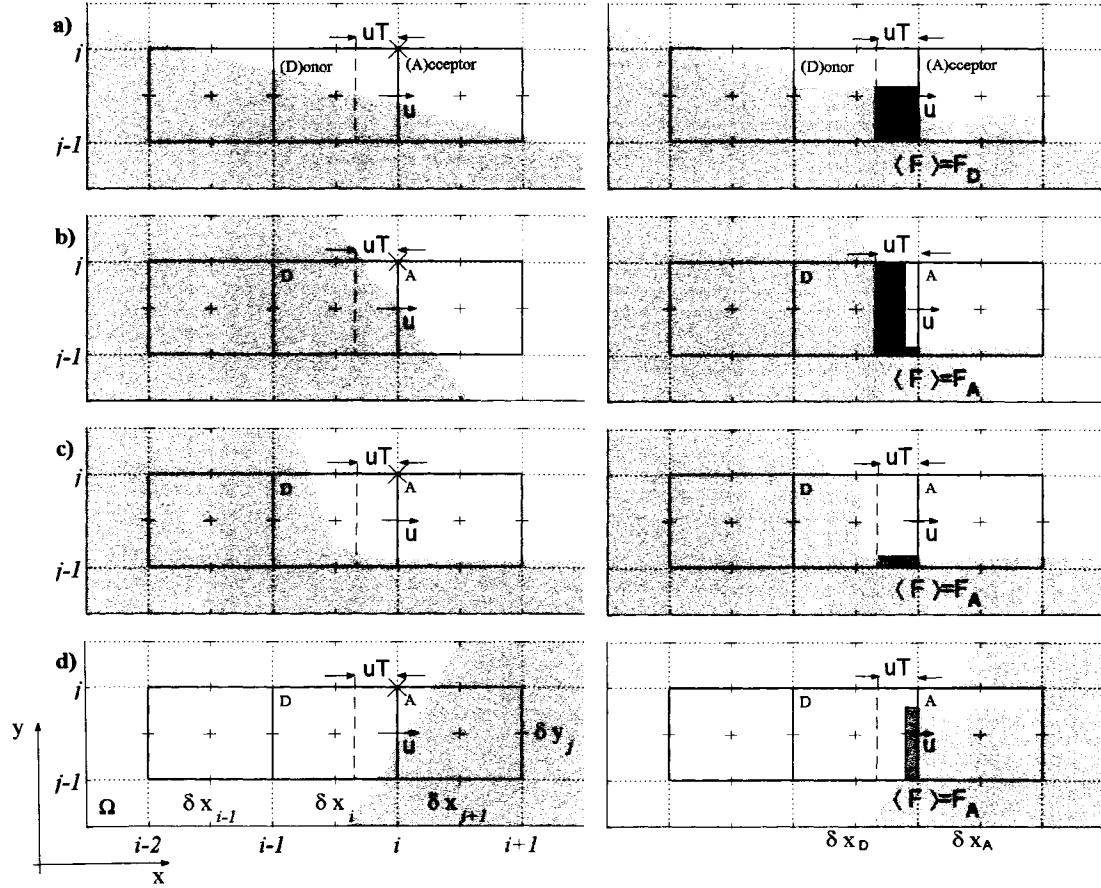 a)
uT
uT
i
(D)onor
(A)cceptor
(D)onor
(A)cceptor
u
u
j-1
⟨F⟩=F_D
b)
uT
uT
i
D
A
D
A
u
u
j-1
⟨F⟩=F_A
c)
uT
uT
i
D
A
D
A
u
u
j-1
⟨F⟩=F_A
d)
uT
uT
i
D
A
D
A
y
u
δy_j
u
j-1
⟨F⟩=F_A
Ω
δx_{i-1}
δx_i
δx_{j+1}
δx_D
δx_A
i-2
i-1
i
i+1
x